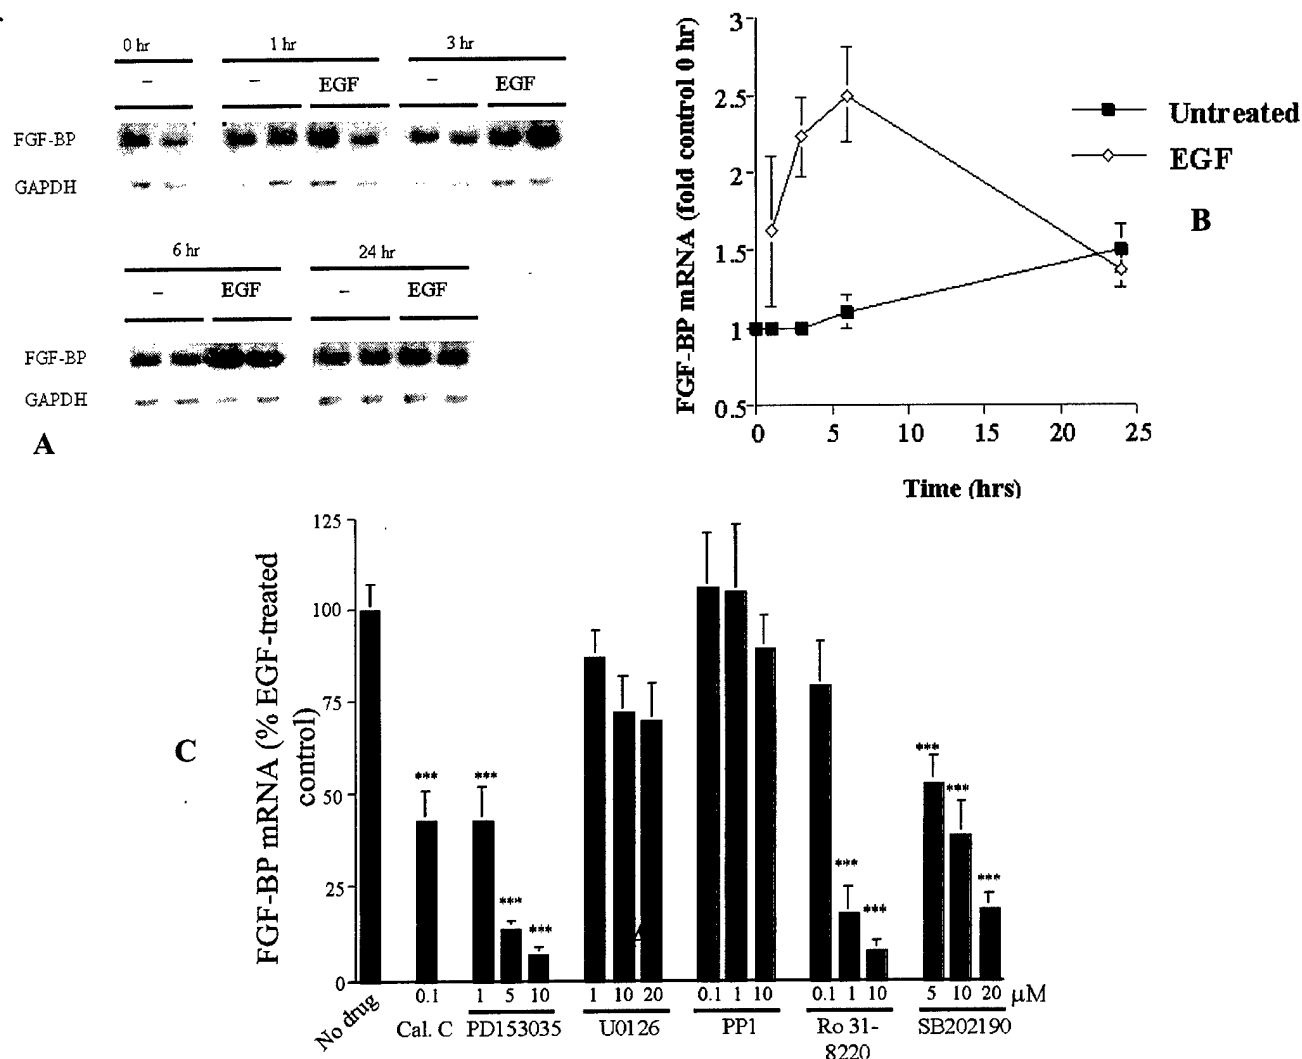 0 hr 1 hr 3 hr
– – EGF – EGF
FGF-BP
GAPDH
6 hr 24 hr
– EGF – EGF
FGF-BP
GAPDH
A
FGF-BP mRNA (fold control 0 hr)
3
2.5
2
1.5
1
0.5
0 5 10 15 20 25
Time (hrs)
Untreated
EGF
B
C
FGF-BP mRNA (% EGF-treated
control)
125
100
75
50
25
0
*** *** *** *** *** *** *** *** ***
No drug
0.1 1 5 10 1 10 20 0.1 1 10 0.1 1 10 5 10 20 μM
Cal. C PD153035 U0126 PP1 Ro 31- SB202190
8220